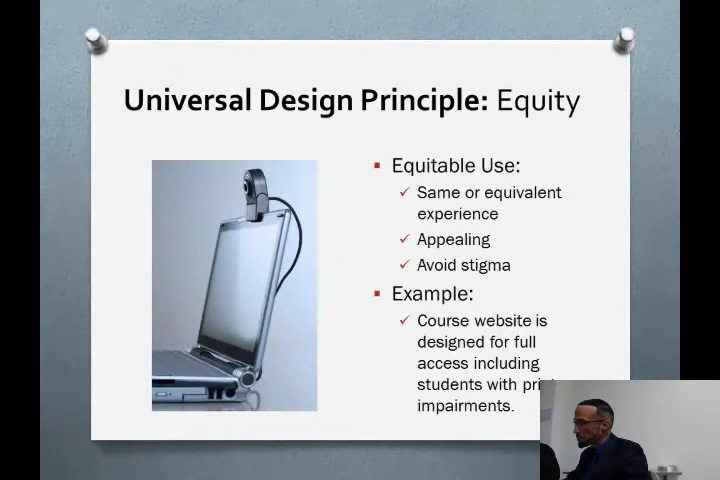 Universal Design Principle: Equity
Equitable Use:
Same or equivalent
experience
Appealing
Avoid stigma
Example:
Course website is
designed for full
access including
students with print
impairments.